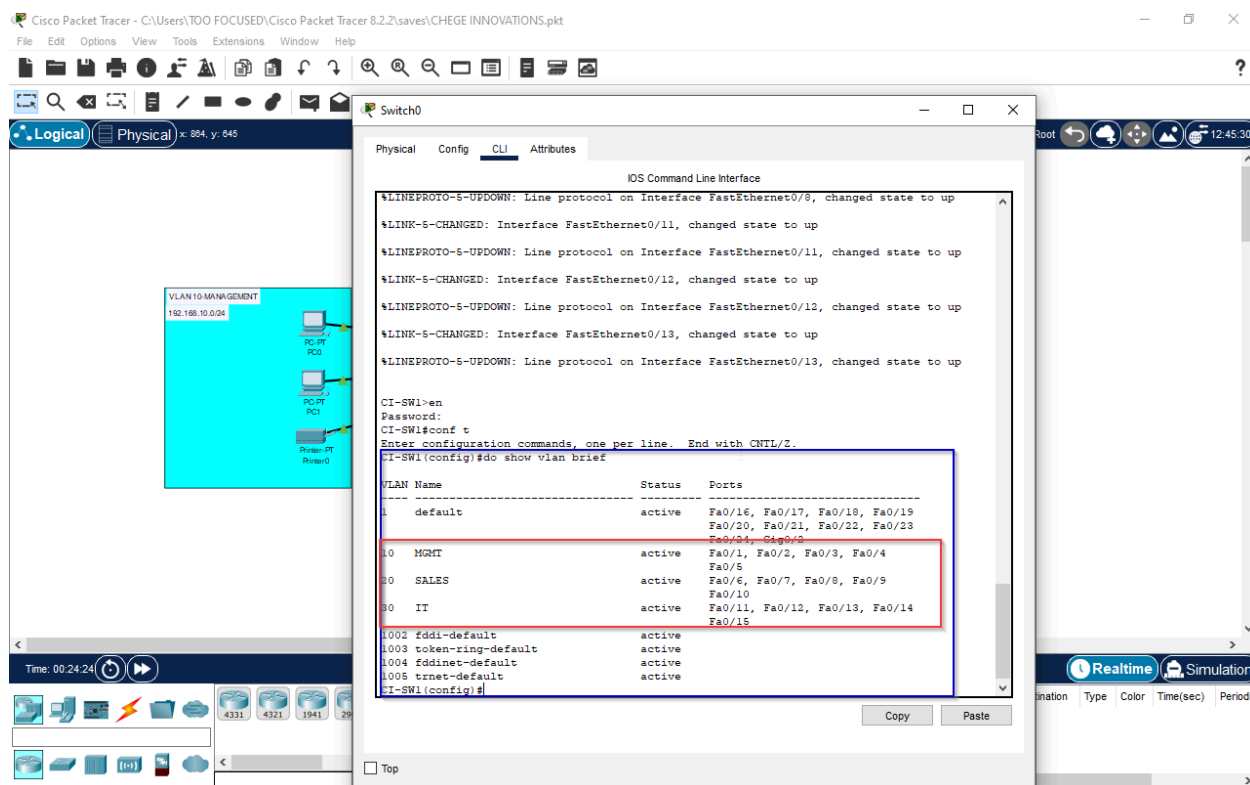 Cisco Packet Tracer - C:\Users\TOO FOCUSED\Cisco Packet Tracer 8.2.2\saves\CHEGE INNOVATIONS.pkt
File Edit Options View Tools Extensions Window Help
?
Logical Physical x: 864, y: 645
Root 12:45:30
VLAN 10-MANAGEMENT
192.168.10.0/24
PC-PT
PC0
PC-PT
PC1
Printer-PT
Printer0
Switch0
Physical Config CLI Attributes
IOS Command Line Interface
%LINEPROTO-5-UPDOWN: Line protocol on Interface FastEthernet0/8, changed state to up
%LINK-5-CHANGED: Interface FastEthernet0/11, changed state to up
%LINEPROTO-5-UPDOWN: Line protocol on Interface FastEthernet0/11, changed state to up
%LINK-5-CHANGED: Interface FastEthernet0/12, changed state to up
%LINEPROTO-5-UPDOWN: Line protocol on Interface FastEthernet0/12, changed state to up
%LINK-5-CHANGED: Interface FastEthernet0/13, changed state to up
%LINEPROTO-5-UPDOWN: Line protocol on Interface FastEthernet0/13, changed state to up
CI-SW1>en
Password:
CI-SW1#conf t
Enter configuration commands, one per line. End with CNTL/Z.
CI-SW1(config)#do show vlan brief
VLAN Name Status Ports
---- -------------------------------- --------- -------------------------------
1 default active Fa0/16, Fa0/17, Fa0/18, Fa0/19
Fa0/20, Fa0/21, Fa0/22, Fa0/23
Fa0/24, Gig0/2
10 MGMT active Fa0/1, Fa0/2, Fa0/3, Fa0/4
Fa0/5
20 SALES active Fa0/6, Fa0/7, Fa0/8, Fa0/9
Fa0/10
30 IT active Fa0/11, Fa0/12, Fa0/13, Fa0/14
Fa0/15
1002 fddi-default active
1003 token-ring-default active
1004 fddinet-default active
1005 trnet-default active
CI-SW1(config)#
Copy Paste
Top
Time: 00:24:24
Realtime Simulation
4331 4321 1941 29
tination Type Color Time(sec) Period